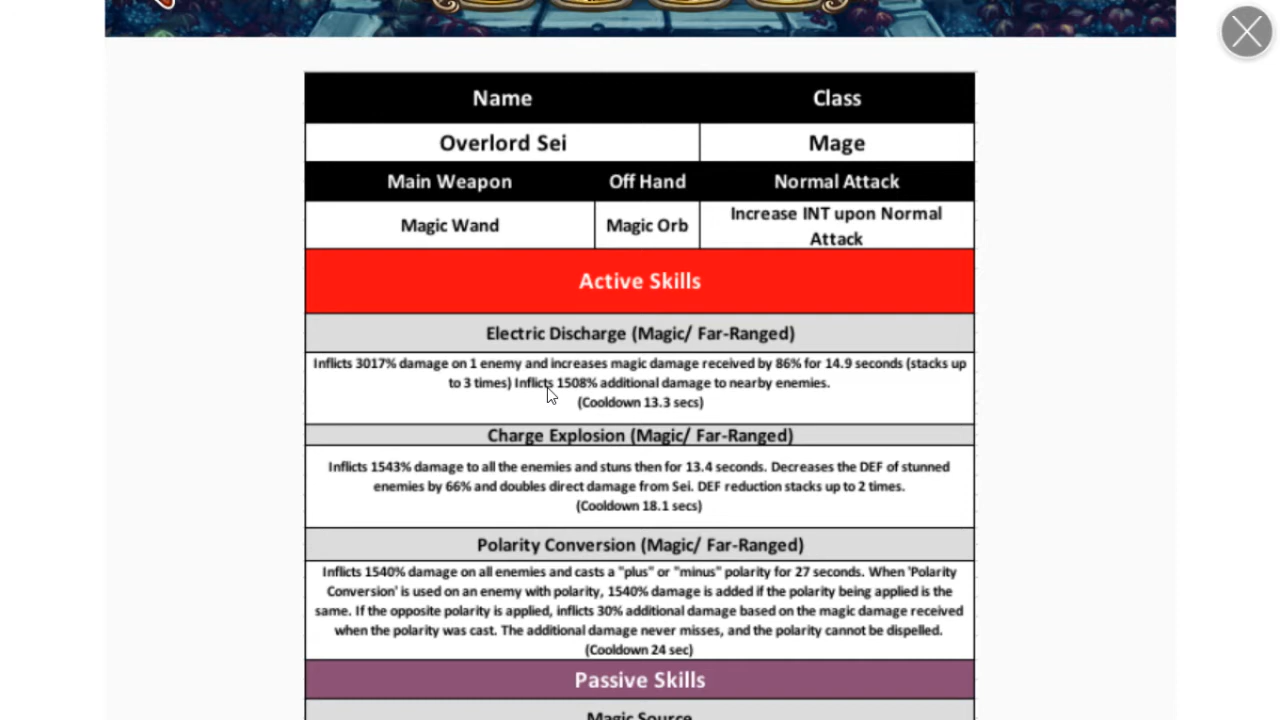 Name Class
Overlord Sei Mage
Main Weapon Off Hand Normal Attack
Magic Wand Magic Orb Increase INT upon Normal
Attack
Active Skills
Electric Discharge (Magic/ Far-Ranged)
Inflicts 3017% damage on 1 enemy and increases magic damage received by 86% for 14.9 seconds (stacks up
to 3 times) Inflicts 1508% additional damage to nearby enemies.
(Cooldown 13.3 secs)
Charge Explosion (Magic/ Far-Ranged)
Inflicts 1543% damage to all the enemies and stuns then for 13.4 seconds. Decreases the DEF of stunned
enemies by 66% and doubles direct damage from Sei. DEF reduction stacks up to 2 times.
(Cooldown 18.1 secs)
Polarity Conversion (Magic/ Far-Ranged)
Inflicts 1540% damage on all enemies and casts a "plus" or "minus" polarity for 27 seconds. When 'Polarity
Conversion' is used on an enemy with polarity, 1540% damage is added if the polarity being applied is the
same. If the opposite polarity is applied, inflicts 30% additional damage based on the magic damage received
when the polarity was cast. The additional damage never misses, and the polarity cannot be dispelled.
(Cooldown 24 sec)
Passive Skills
Magic Source